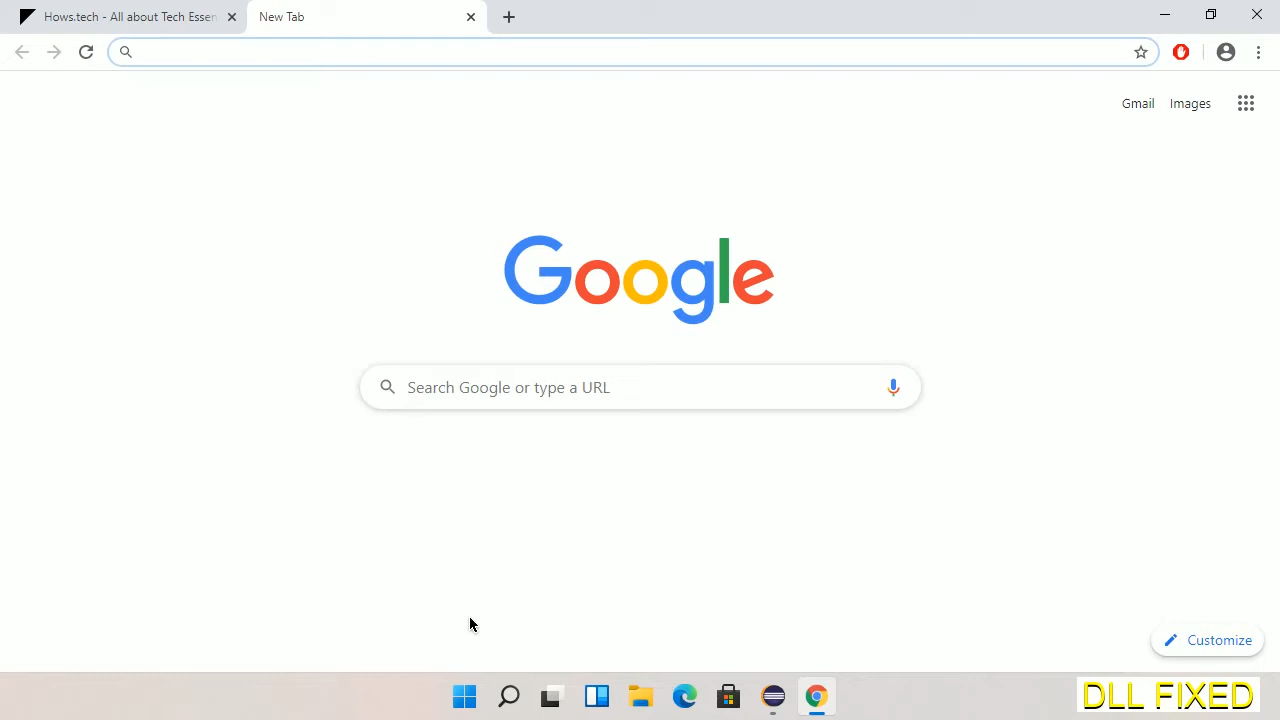 Hows.tech - All about Tech Essen
New Tab
Gmail
Images
Google
Search Google or type a URL
Customize
DLL FIXED